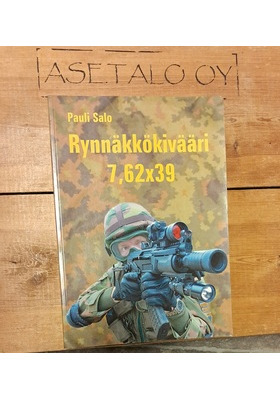 ASETALO OY
Pauli Salo
Rynnäkkökivääri
7,62x39